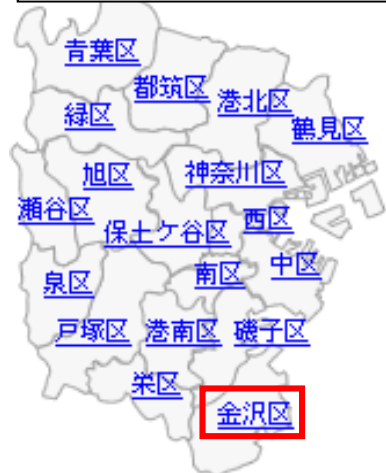 青葉区
都筑区
港北区
緑区
鶴見区
旭区
神奈川区
瀬谷区
西区
保土ケ谷区
中区
南区
泉区
戸塚区
港南区
磯子区
栄区
金沢区